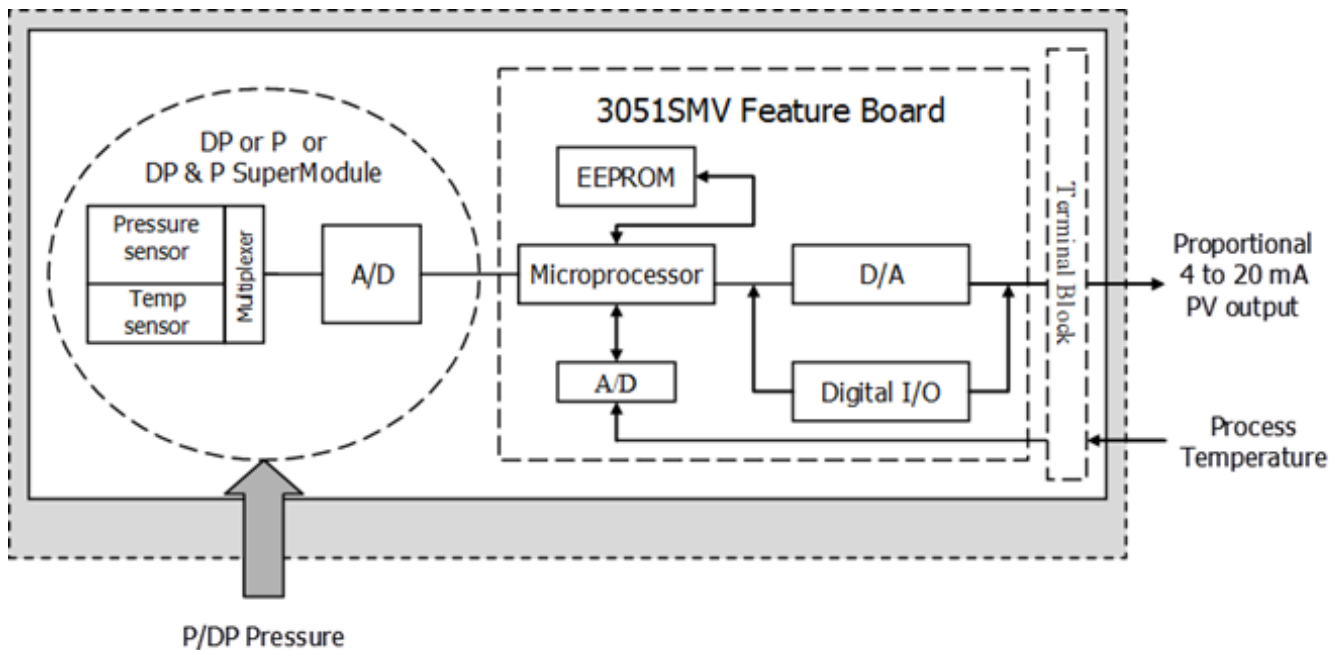 3051SMV Feature Board
DP or P or
DP & P SuperModule
EEPROM
Pressure
sensor
Temp
sensor
Multiplexer
A/D
Microprocessor
D/A
A/D
Digital I/O
Terminal Block
Proportional
4 to 20 mA
PV output
Process
Temperature
P/DP Pressure